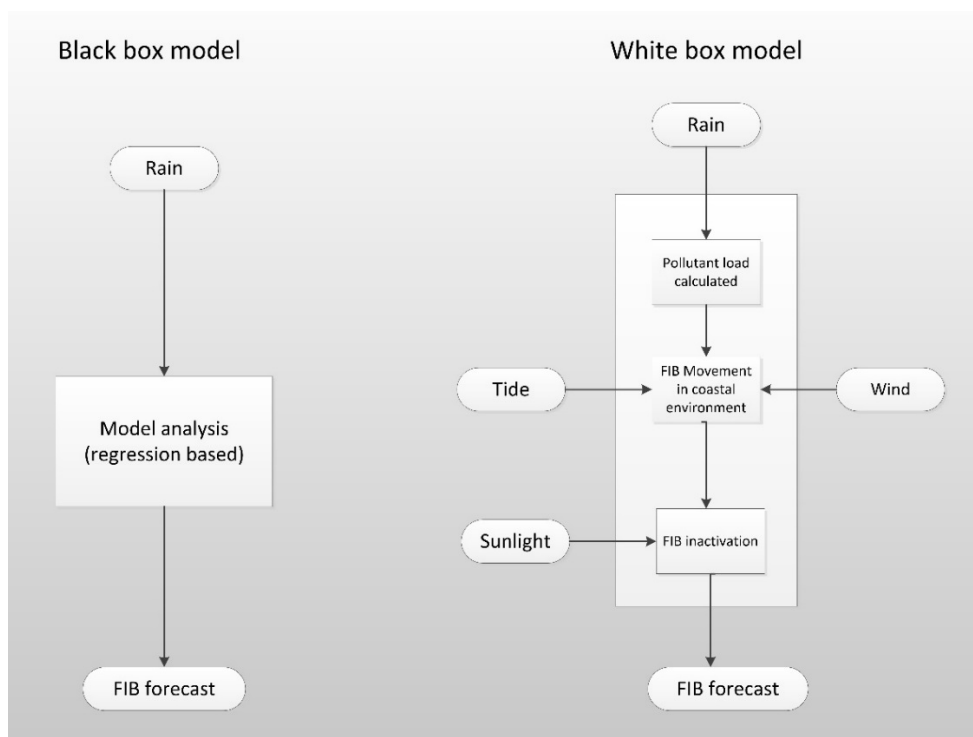 Black box model
Rain
Model analysis
(regression based)
FIB forecast
White box model
Rain
Pollutant load
calculated
Tide
FIB Movement
in coastal
environment
Wind
Sunlight
FIB inactivation
FIB forecast